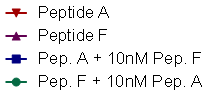 Peptide A
Peptide F
Pep. A + 10nM Pep. F
Pep. F + 10nM Pep. A